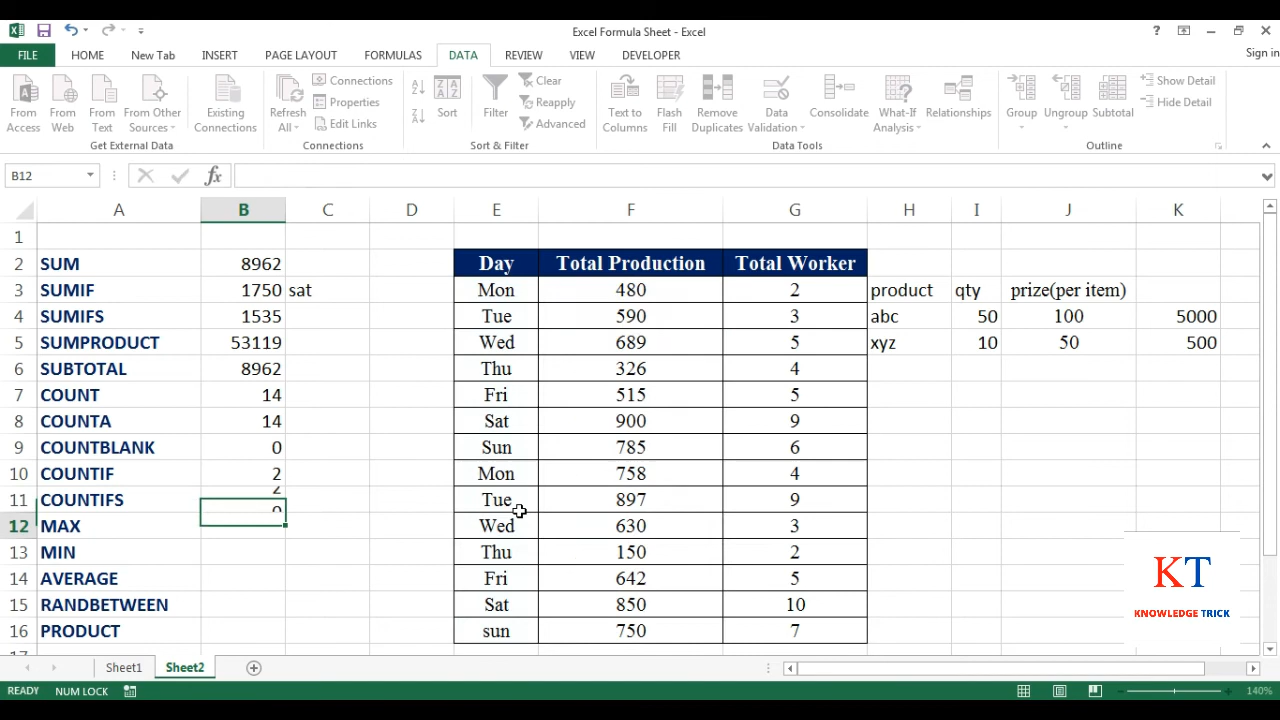 Excel Formula Sheet - Excel
?
Sign in
FILE HOME New Tab INSERT PAGE LAYOUT FORMULAS DATA REVIEW VIEW DEVELOPER
From Access
From Web
From Text
From Other Sources
Existing Connections
Refresh All
Connections
Properties
Edit Links
Sort
Filter
Clear
Reapply
Advanced
Text to Columns
Flash Fill
Remove Duplicates
Data Validation
Consolidate
What-If Analysis
Relationships
Group
Ungroup
Subtotal
Show Detail
Hide Detail
Get External Data Connections Sort & Filter Data Tools Outline
B12 fx
A B C D E F G H I J K
1
2 SUM 8962 Day Total Production Total Worker
3 SUMIF 1750 sat Mon 480 2 product qty prize(per item)
4 SUMIFS 1535 Tue 590 3 abc 50 100 5000
5 SUMPRODUCT 53119 Wed 689 5 xyz 10 50 500
6 SUBTOTAL 8962 Thu 326 4
7 COUNT 14 Fri 515 5
8 COUNTA 14 Sat 900 9
9 COUNTBLANK 0 Sun 785 6
10 COUNTIF 2 Mon 758 4
11 COUNTIFS Tue 897 9
12 MAX Wed 630 3
13 MIN Thu 150 2
14 AVERAGE Fri 642 5
15 RANDBETWEEN Sat 850 10
16 PRODUCT sun 750 7
KT
KNOWLEDGE TRICK
Sheet1 Sheet2
READY NUM LOCK 140%